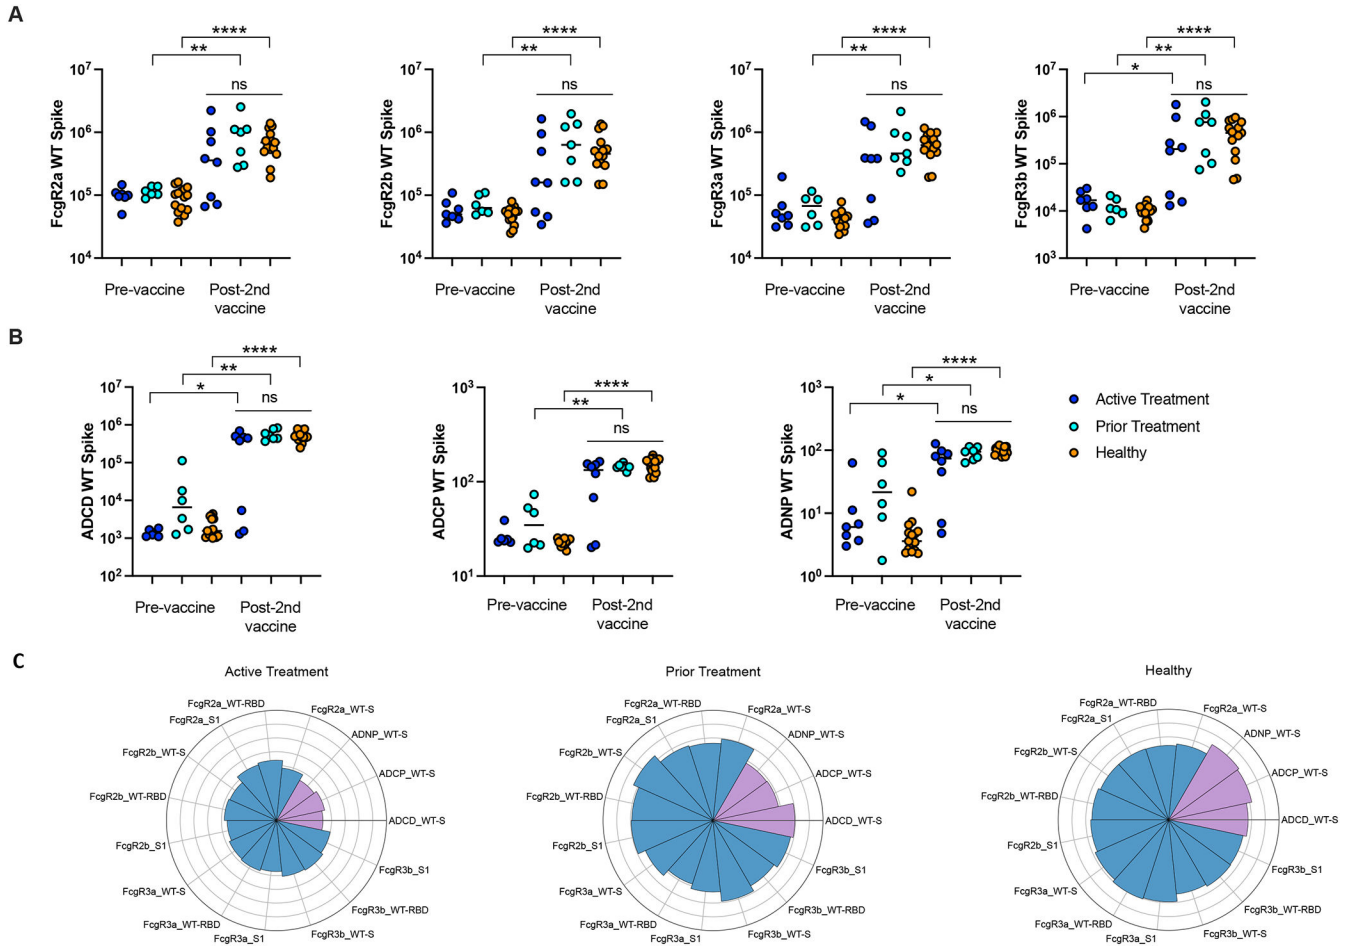 A
****
**
10⁷
10⁶
10⁵
10⁴
FcgR2a WT Spike
ns
Pre-vaccine
Post-2nd
vaccine
****
**
10⁷
10⁶
10⁵
10⁴
FcgR2b WT Spike
ns
Pre-vaccine
Post-2nd
vaccine
****
**
10⁷
10⁶
10⁵
10⁴
FcgR3a WT Spike
ns
Pre-vaccine
Post-2nd
vaccine
****
**
*
10⁷
10⁶
10⁵
10⁴
10³
FcgR3b WT Spike
ns
Pre-vaccine
Post-2nd
vaccine
B
****
**
*
10⁷
10⁶
10⁵
10⁴
10³
10²
ADCD WT Spike
ns
Pre-vaccine
Post-2nd
vaccine
****
**
10³
10²
10¹
ADCP WT Spike
ns
Pre-vaccine
Post-2nd
vaccine
****
*
*
10³
10²
10¹
10⁰
ADNP WT Spike
ns
Pre-vaccine
Post-2nd
vaccine
Active Treatment
Prior Treatment
Healthy
C
Active Treatment
FcgR2a_WT-RBD
FcgR2a_WT-S
FcgR2a_S1
ADNP_WT-S
FcgR2b_WT-S
ADCP_WT-S
FcgR2b_WT-RBD
ADCD_WT-S
FcgR2b_S1
FcgR3b_S1
FcgR3a_WT-S
FcgR3b_WT-RBD
FcgR3a_WT-RBD
FcgR3b_WT-S
FcgR3a_S1
Prior Treatment
FcgR2a_WT-RBD
FcgR2a_WT-S
FcgR2a_S1
ADNP_WT-S
FcgR2b_WT-S
ADCP_WT-S
FcgR2b_WT-RBD
ADCD_WT-S
FcgR2b_S1
FcgR3b_S1
FcgR3a_WT-S
FcgR3b_WT-RBD
FcgR3a_WT-RBD
FcgR3b_WT-S
FcgR3a_S1
Healthy
FcgR2a_WT-RBD
FcgR2a_WT-S
FcgR2a_S1
ADNP_WT-S
FcgR2b_WT-S
ADCP_WT-S
FcgR2b_WT-RBD
ADCD_WT-S
FcgR2b_S1
FcgR3b_S1
FcgR3a_WT-S
FcgR3b_WT-RBD
FcgR3a_WT-RBD
FcgR3b_WT-S
FcgR3a_S1